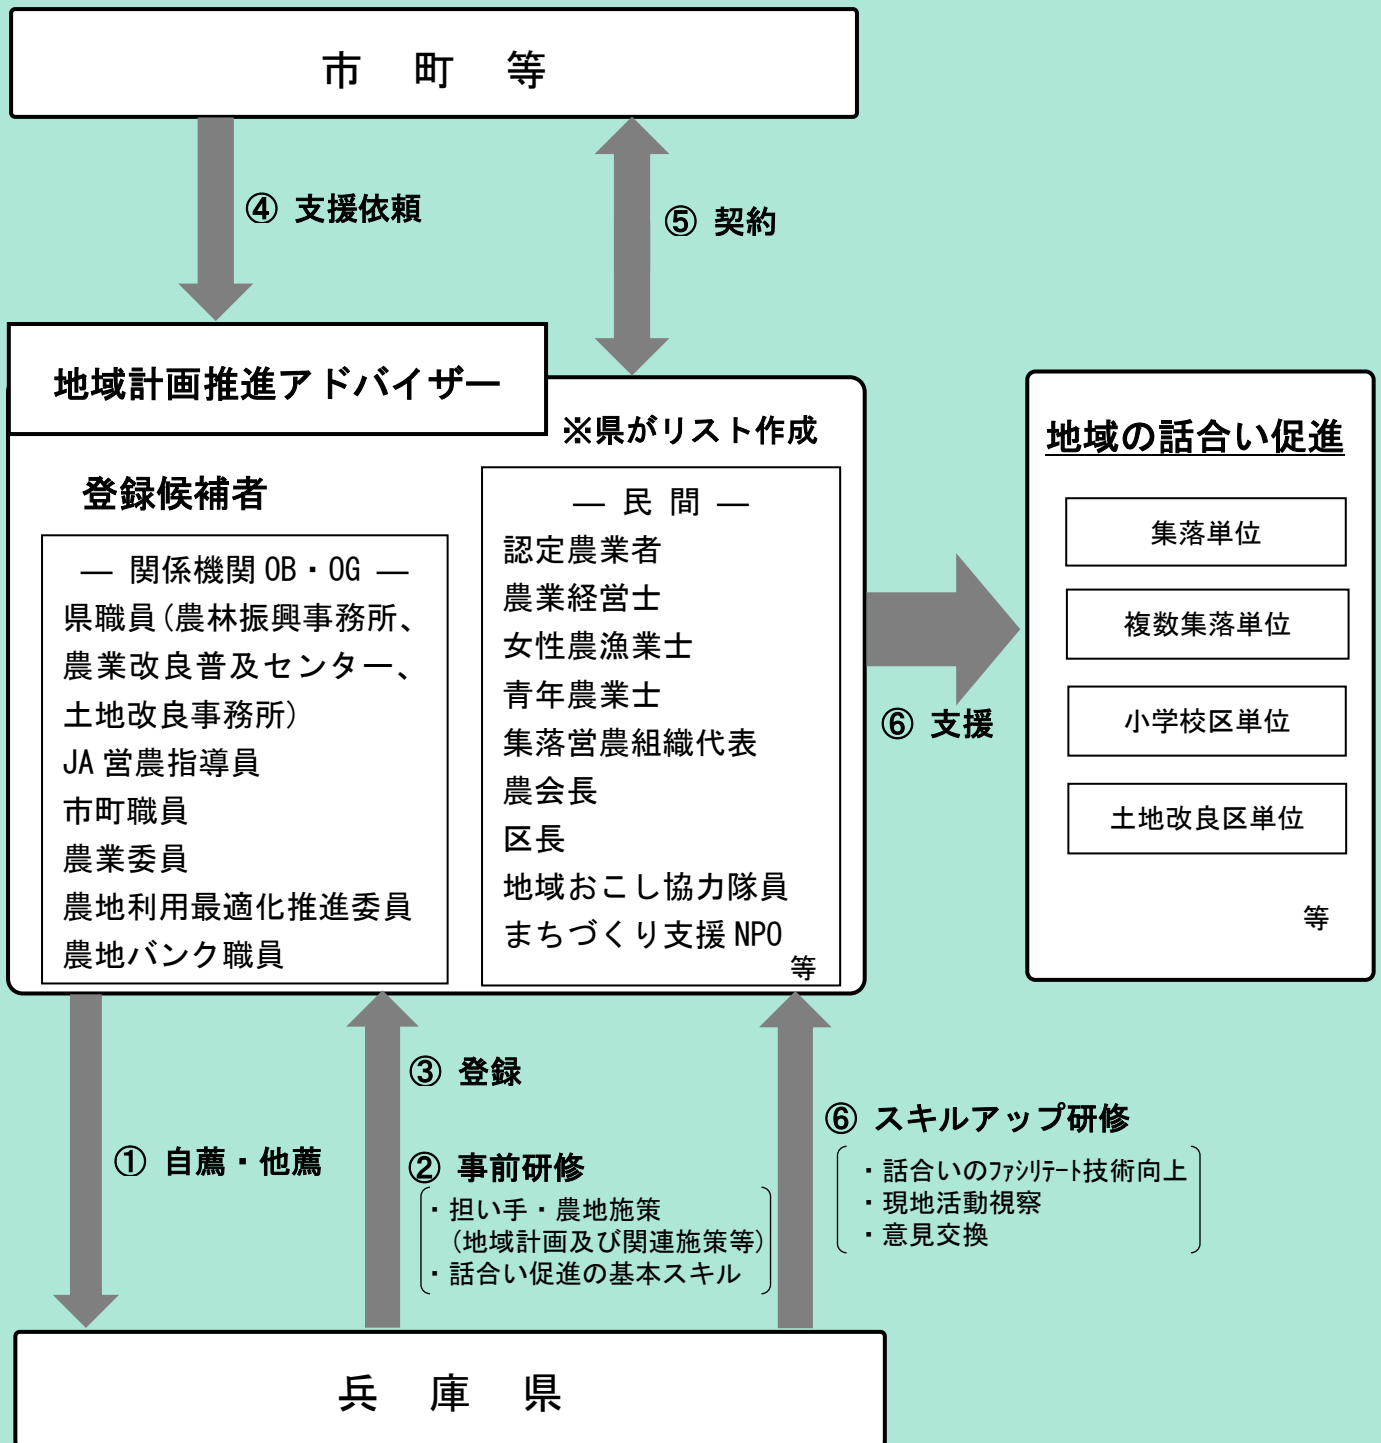 市 町 等
④ 支援依頼
⑤ 契約
地域計画推進アドバイザー
※県がリスト作成
登録候補者
― 関係機関 OB・OG ―
県職員(農林振興事務所、
農業改良普及センター、
土地改良事務所)
JA 営農指導員
市町職員
農業委員
農地利用最適化推進委員
農地バンク職員
― 民 間 ―
認定農業者
農業経営士
女性農漁業士
青年農業士
集落営農組織代表
農会長
区長
地域おこし協力隊員
まちづくり支援 NPO
等
⑥ 支援
地域の話合い促進
集落単位
複数集落単位
小学校区単位
土地改良区単位
等
① 自薦・他薦
③ 登録
② 事前研修
・担い手・農地施策
(地域計画及び関連施策等)
・話合い促進の基本スキル
⑥ スキルアップ研修
・話合いのﾌｧｼﾘﾃｰﾄ技術向上
・現地活動視察
・意見交換
兵 庫 県